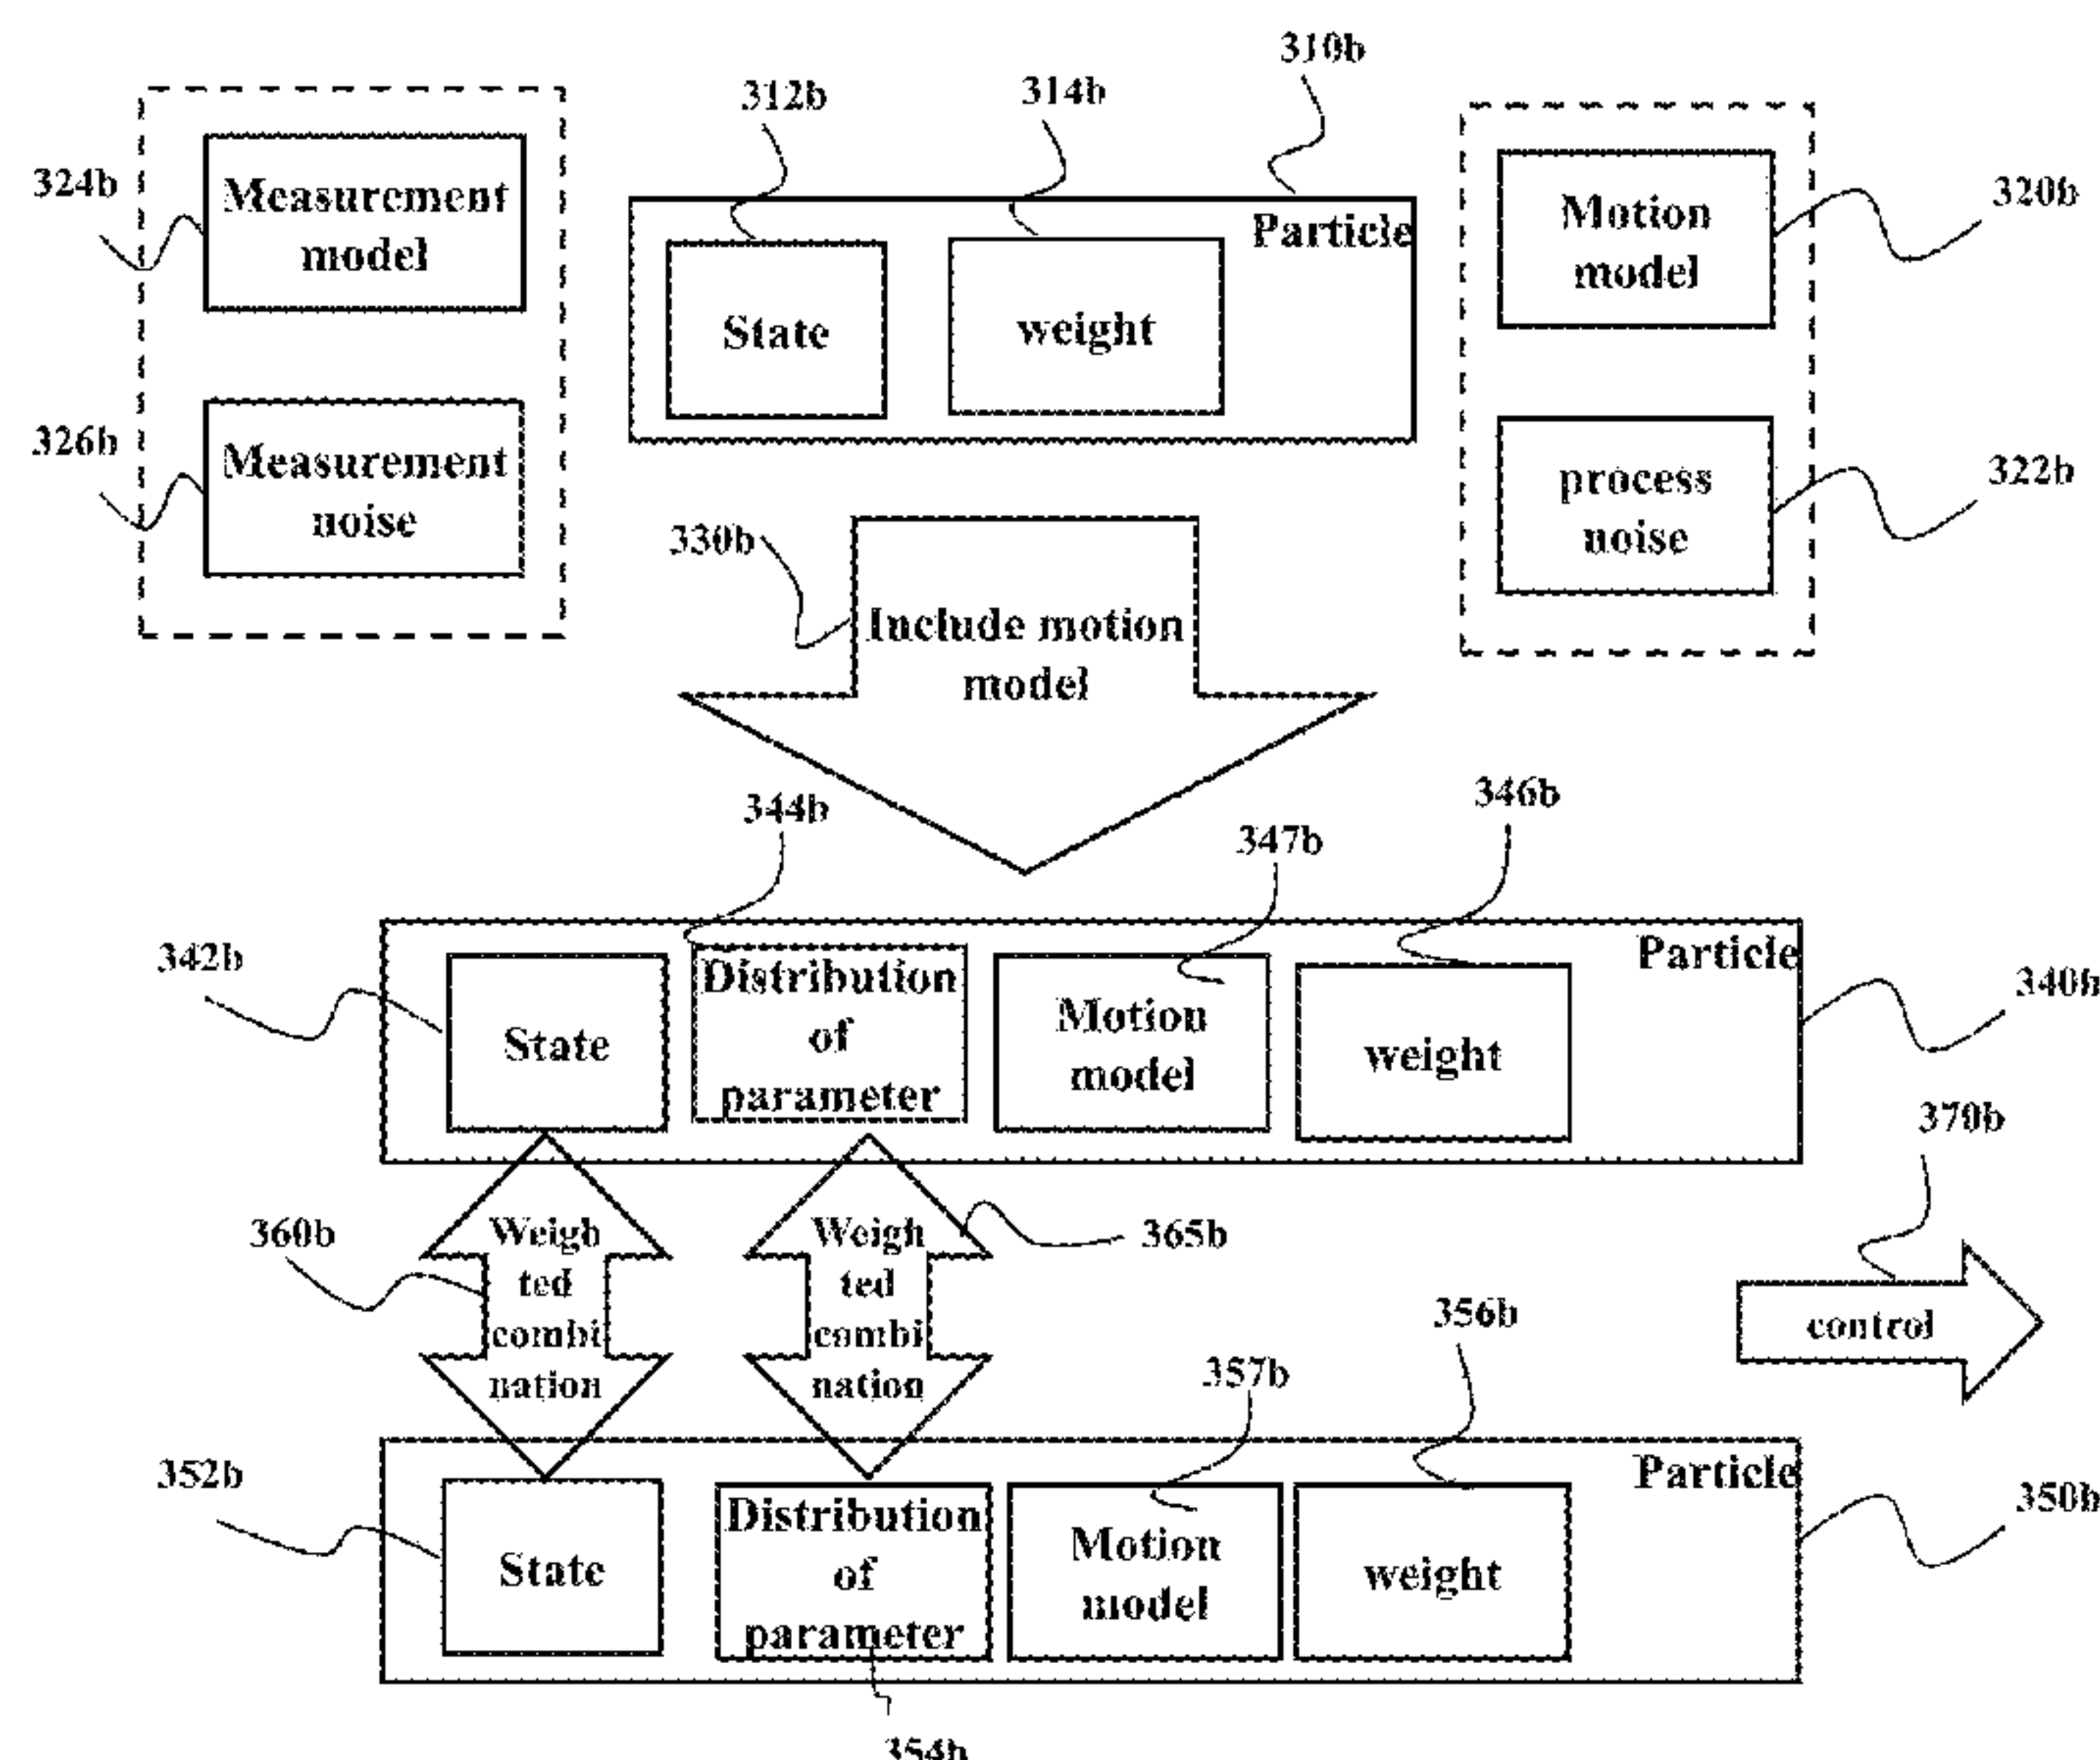 310b
312b
314b
324b
Measurement
model
Particle
State
weight
Motion
model
320b
326b
Measurement
noise
process
noise
322b
330b
Include motion
model
344b
347b
346b
342b
State
Distribution
of
parameter
Motion
model
weight
Particle
340b
370b
360b
Weigh
ted
combi
nation
Weigh
ted
combi
nation
365b
control
356b
357b
352b
State
Distribution
of
parameter
Motion
model
weight
Particle
350b
354b